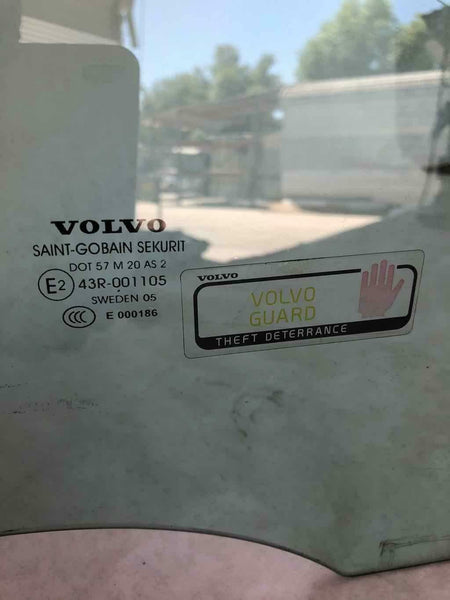 VOLVO
SAINT-GOBAIN SEKURIT
DOT 57 M 20 AS 2
E2 43R-001105
SWEDEN 05
CCC E 000186
VOLVO
VOLVO
GUARD
THEFT DETERRANCE